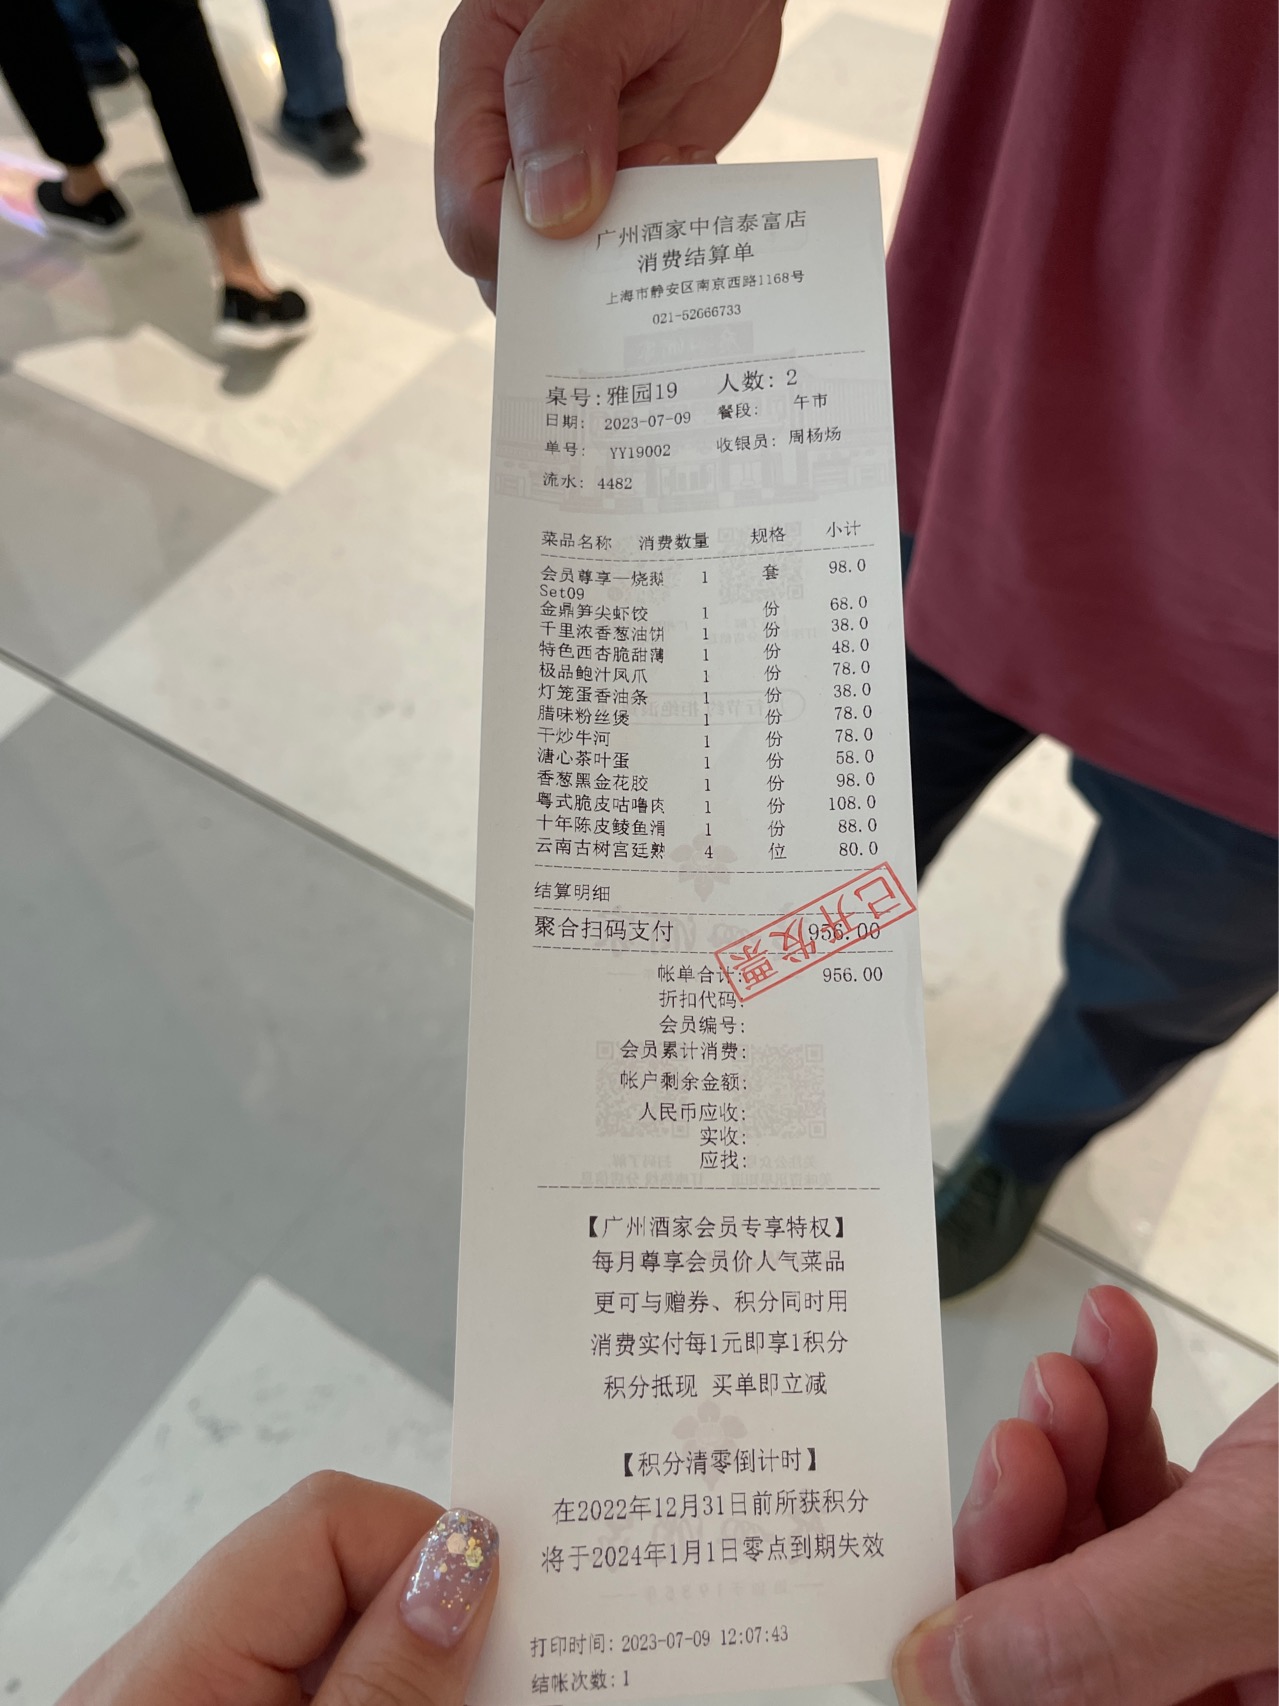 广州酒家中信泰富店
消费结算单
上海市静安区南京西路1168号
021-52666733
桌号:雅园19 人数: 2
日期: 2023-07-09 餐段: 午市
单号: YY19002 收银员: 周杨炀
流水: 4482
菜品名称 消费数量 规格 小计
会员尊享一烧鹅 1 套 98.0
Set09
金鼎笋尖虾饺 1 份 68.0
千里浓香葱油饼 1 份 38.0
特色西杏脆甜薄 1 份 48.0
极品鲍汁凤爪 1 份 78.0
灯笼蛋香油条 1 份 38.0
腊味粉丝煲 1 份 78.0
干炒牛河 1 份 78.0
溏心茶叶蛋 1 份 58.0
香葱黑金花胶 1 份 98.0
粤式脆皮咕噜肉 1 份 108.0
十年陈皮鲮鱼滑 1 份 88.0
云南古树宫廷熟 4 位 80.0
结算明细
聚合扫码支付 956.00
已开发票
帐单合计: 956.00
折扣代码:
会员编号:
会员累计消费:
帐户剩余金额:
人民币应收:
实收:
应找:
【广州酒家会员专享特权】
每月尊享会员价人气菜品
更可与赠券、积分同时用
消费实付每1元即享1积分
积分抵现 买单即立减
【积分清零倒计时】
在2022年12月31日前所获积分
将于2024年1月1日零点到期失效
打印时间: 2023-07-09 12:07:43
结帐次数: 1